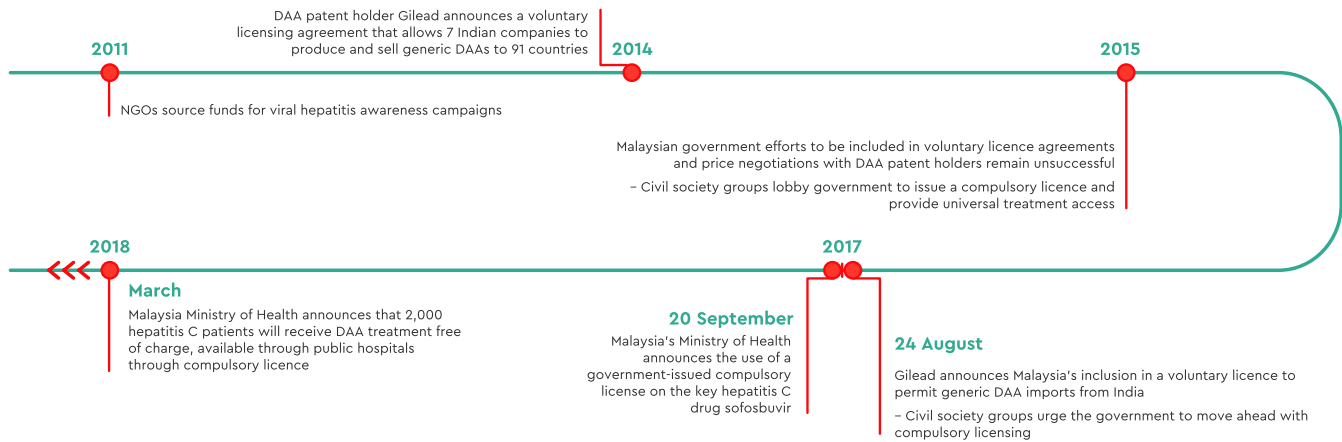 2011
NGOs source funds for viral hepatitis awareness campaigns
DAA patent holder Gilead announces a voluntary
licensing agreement that allows 7 Indian companies to
produce and sell generic DAAs to 91 countries
2014
2015
Malaysian government efforts to be included in voluntary licence agreements
and price negotiations with DAA patent holders remain unsuccessful
– Civil society groups lobby government to issue a compulsory licence and
provide universal treatment access
2017
24 August
Gilead announces Malaysia's inclusion in a voluntary licence to
permit generic DAA imports from India
– Civil society groups urge the government to move ahead with
compulsory licensing
20 September
Malaysia's Ministry of Health
announces the use of a
government-issued compulsory
license on the key hepatitis C
drug sofosbuvir
2018
March
Malaysia Ministry of Health announces that 2,000
hepatitis C patients will receive DAA treatment free
of charge, available through public hospitals
through compulsory licence